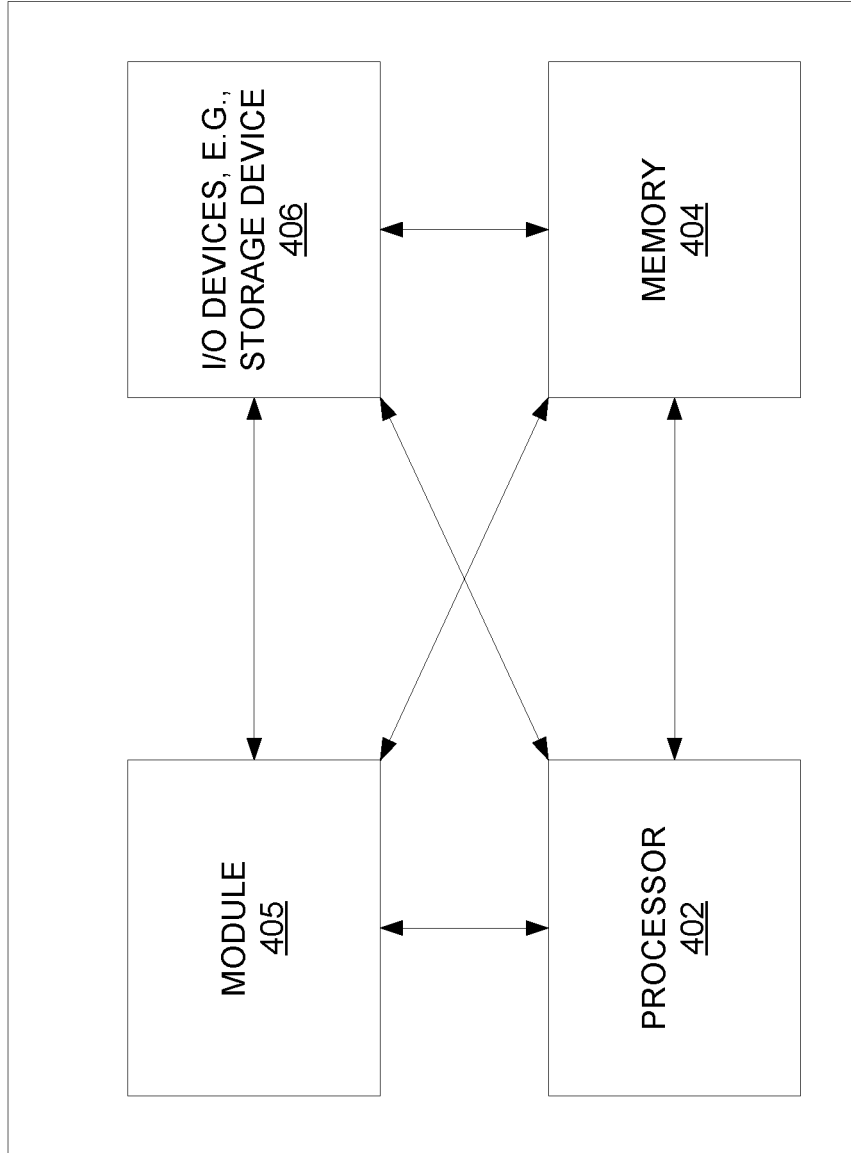 MODULE
405
I/O DEVICES, E.G.,
STORAGE DEVICE
406
PROCESSOR
402
MEMORY
404